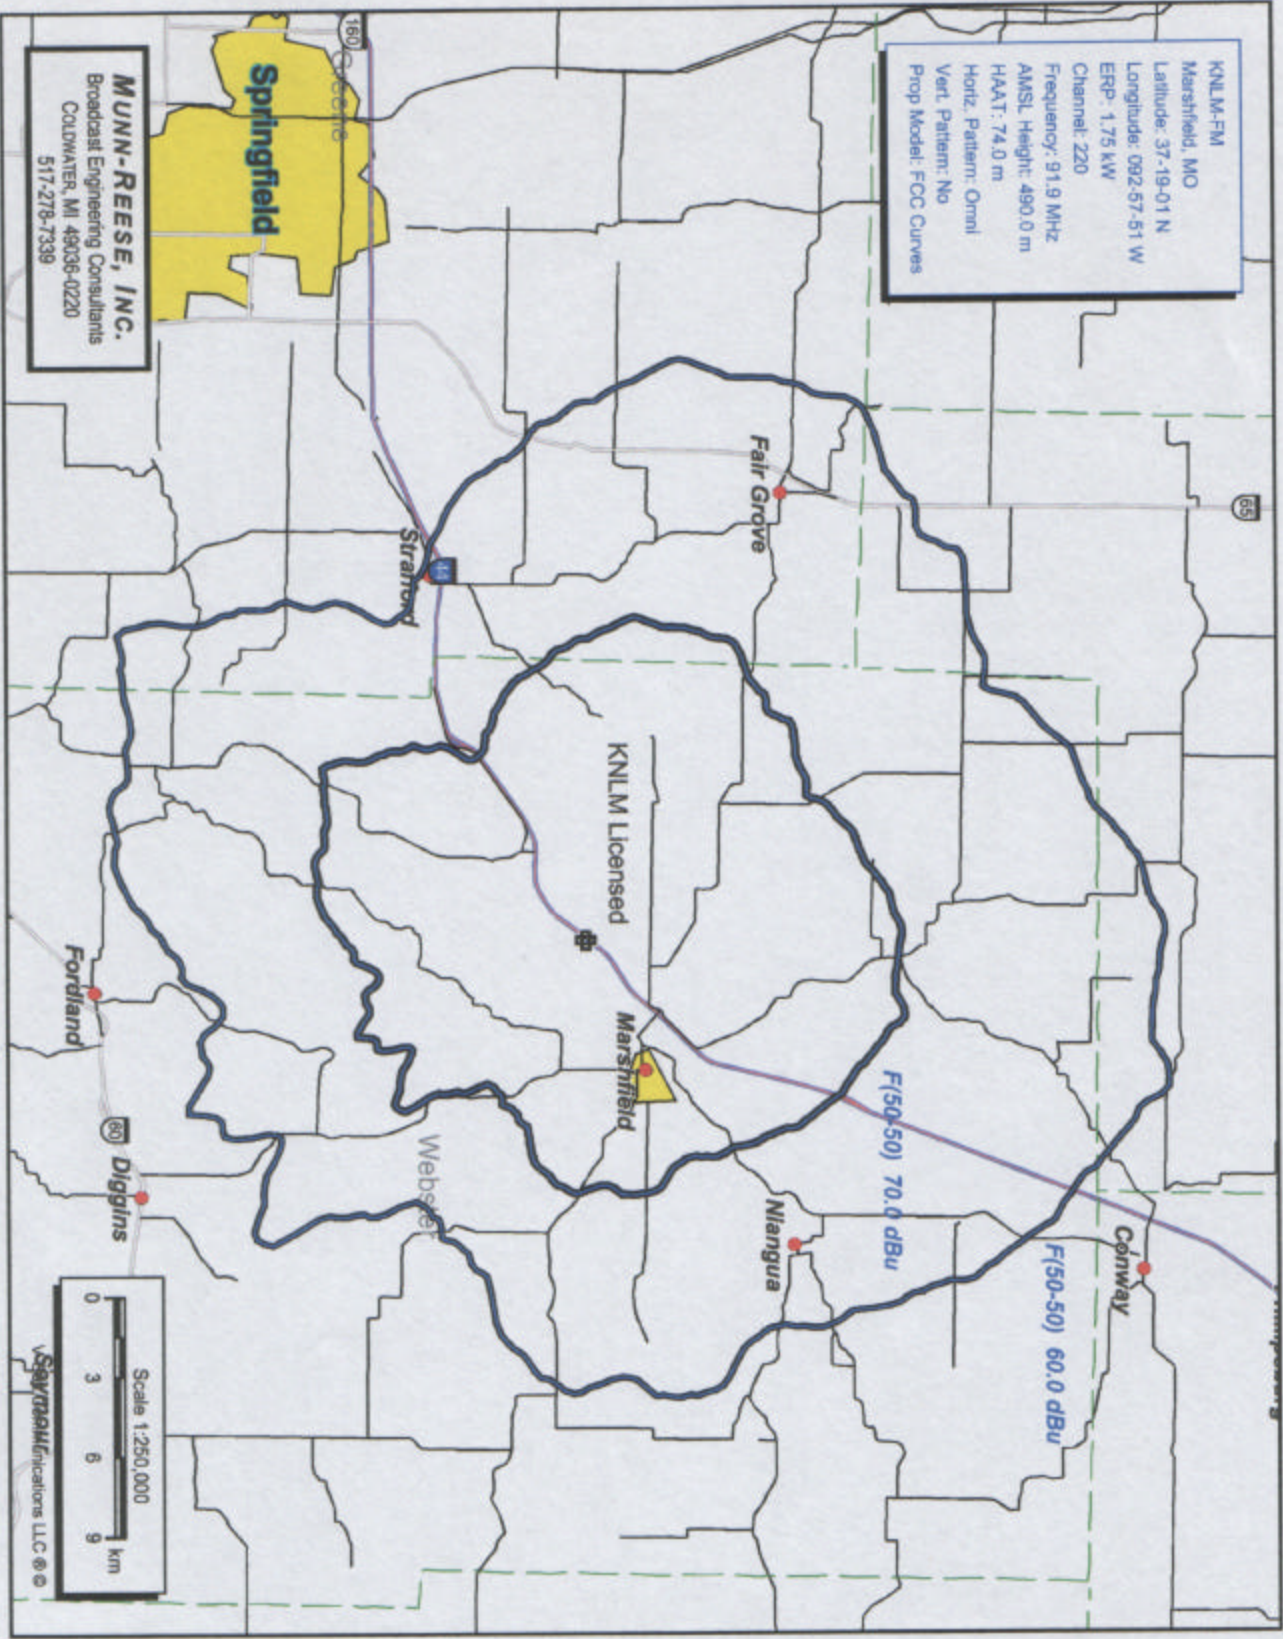 KNLM-FM
Marshfield, MO
Latitude: 37-19-01 N
Longitude: 092-57-51 W
ERP: 1.75 kW
Channel: 220
Frequency: 91.9 MHz
AMSL Height: 490.0 m
HAAT: 74.0 m
Horiz. Pattern: Omni
Vert. Pattern: No
Prop Model: FCC Curves
65
Conway
F(50-50) 60.0 dBu
Fair Grove
F(50-50) 70.0 dBu
Niangua
KNLM Licensed
Marshfield
44
Strafford
Webster
160
Greene
Springfield
MUNN-REESE, INC.
Broadcast Engineering Consultants
COLDWATER, MI 49036-0220
517-278-7339
Fordland
60
Diggins
Scale 1:250,000
0 3 6 9 km
Seymour
LLC ® ©